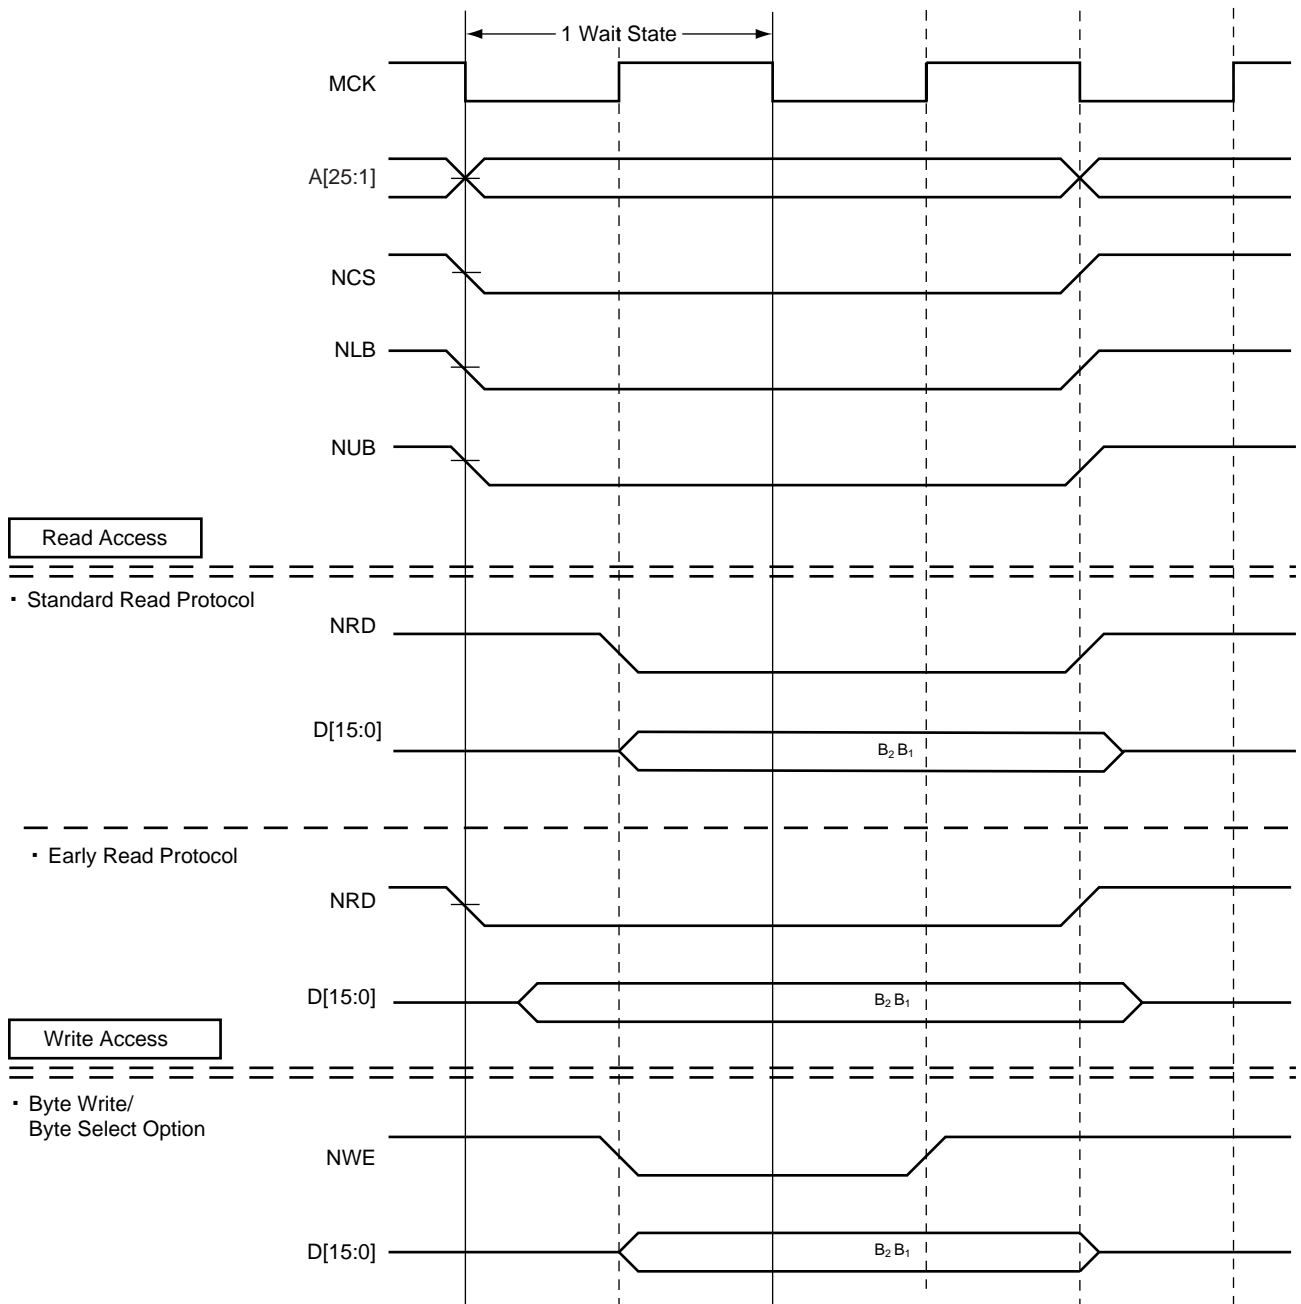 1 Wait State
MCK
A[25:1]
NCS
NLB
NUB
Read Access
· Standard Read Protocol
NRD
D[15:0]
B₂ B₁
· Early Read Protocol
NRD
D[15:0]
B₂ B₁
Write Access
· Byte Write/
Byte Select Option
NWE
D[15:0]
B₂ B₁